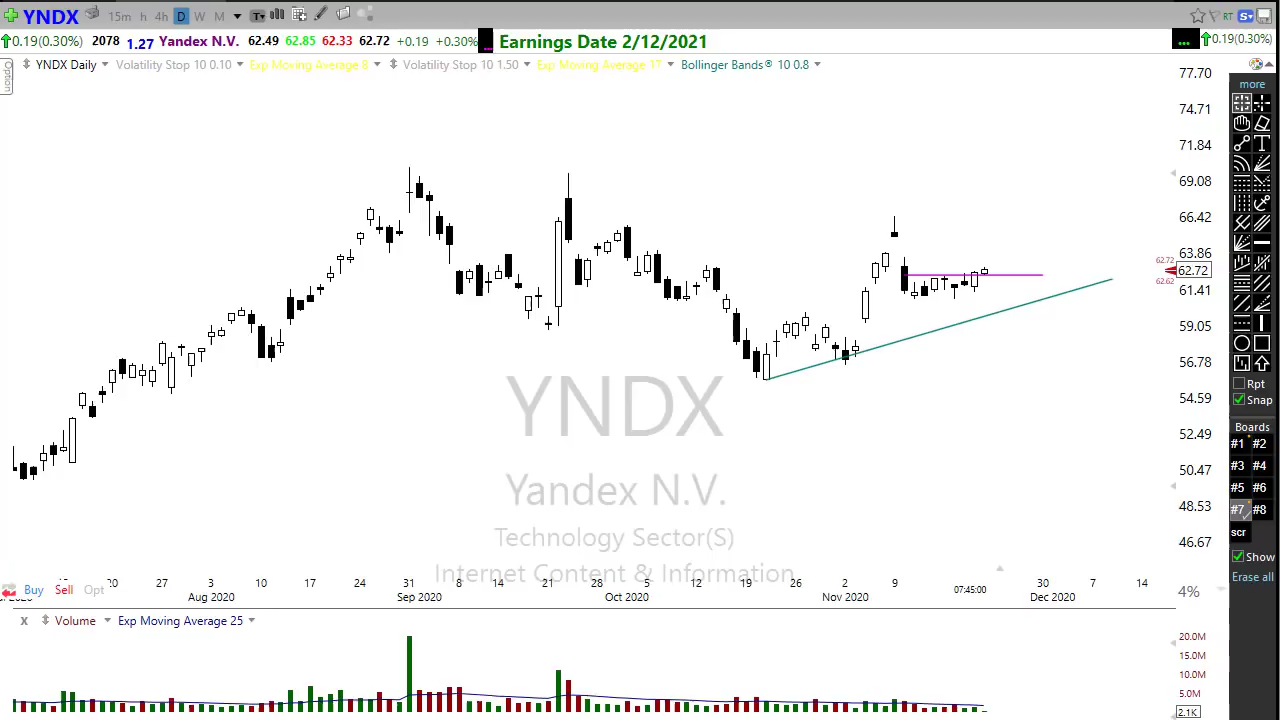 YNDX 15m h 4h D W M T RT S
0.19(0.30%) 2078 1.27 Yandex N.V. 62.49 62.85 62.33 62.72 +0.19 +0.30% ... Earnings Date 2/12/2021 ... 0.19(0.30%)
Option
YNDX Daily Volatility Stop 10 0.10 Exp Moving Average 8 Volatility Stop 10 1.50 Exp Moving Average 17 Bollinger Bands® 10 0.8
77.70
74.71
71.84
69.08
66.42
63.86
62.72
62.72
62.62
61.41
59.05
56.78
54.59
52.49
50.47
48.53
46.67
more
T
Rpt
Snap
Boards
#1 #2
#3 #4
#5 #6
#7 #8
scr
Show
Erase all
YNDX
Yandex N.V.
Technology Sector(S)
Internet Content & Information
27 3 10 17 24 31 8 14 21 28 5 12 19 26 2 9 07:45:00 30 7 14
Buy Sell Opt
Aug 2020 Sep 2020 Oct 2020 Nov 2020 Dec 2020
4%
x Volume Exp Moving Average 25
20.0M
15.0M
10.0M
5.0M
2.1K